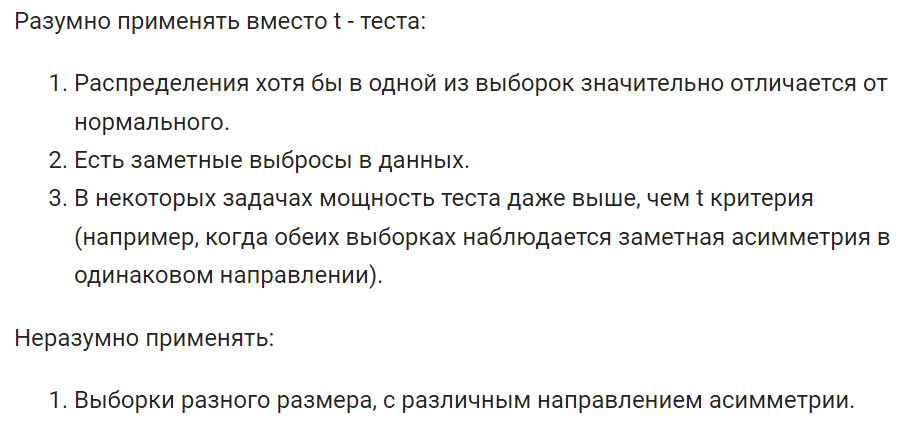 Разумно применять вместо t - теста:
1. Распределения хотя бы в одной из выборок значительно отличается от
нормального.
2. Есть заметные выбросы в данных.
3. В некоторых задачах мощность теста даже выше, чем t критерия
(например, когда обеих выборках наблюдается заметная асимметрия в
одинаковом направлении).
Неразумно применять:
1. Выборки разного размера, с различным направлением асимметрии.